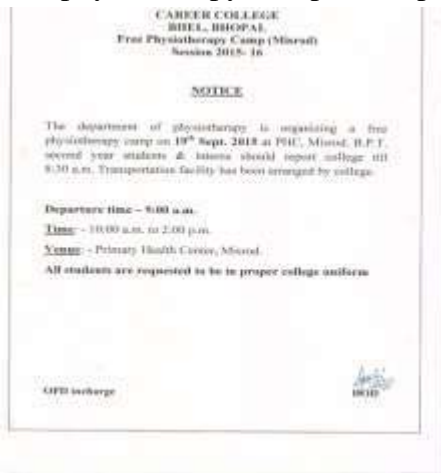 CAREER COLLEGE
BHEL, BHOPAL
Free Physiotherapy Camp (Misrod)
Session 2015- 16
NOTICE
The department of physiotherapy is organizing a free
physiotherapy camp on 19th Sept. 2015 at PHC, Misrod. B.P.T.
second year students & interns should report college till
8:30 a.m. Transportation facility has been arranged by college.
Departure time – 9:00 a.m.
Time: - 10:00 a.m. to 2:00 p.m.
Venue: - Primary Health Center, Misrod.
All students are requested to be in proper college uniform
OPD incharge
HOD